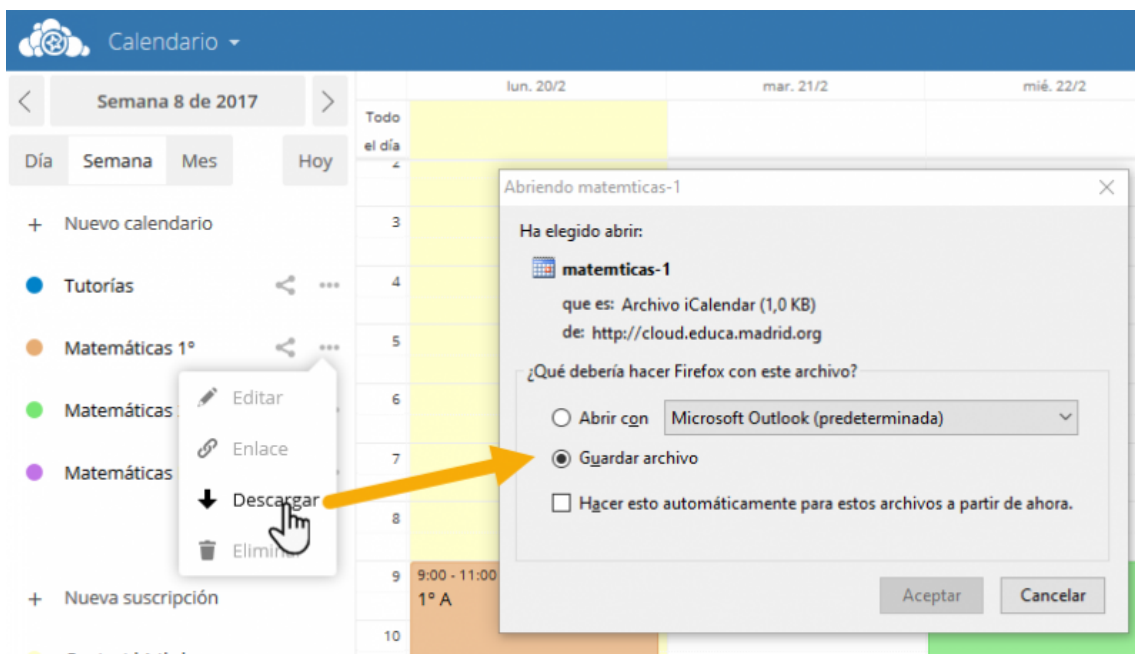 Calendario
Semana 8 de 2017
Día Semana Mes Hoy
+ Nuevo calendario
Tutorías
Matemáticas 1º
Editar
Matemáticas
Enlace
Matemáticas
Descargar
+ Nueva suscripción
lun. 20/2 mar. 21/2 mié. 22/2
Todo
el día
3
4
5
6
7
8
9 9:00 - 11:00
1º A
10
Abriendo matemticas-1
Ha elegido abrir:
matemticas-1
que es: Archivo iCalendar (1,0 KB)
de: http://cloud.educa.madrid.org
¿Qué debería hacer Firefox con este archivo?
Abrir con Microsoft Outlook (predeterminada)
Guardar archivo
Hacer esto automáticamente para estos archivos a partir de ahora.
Aceptar Cancelar